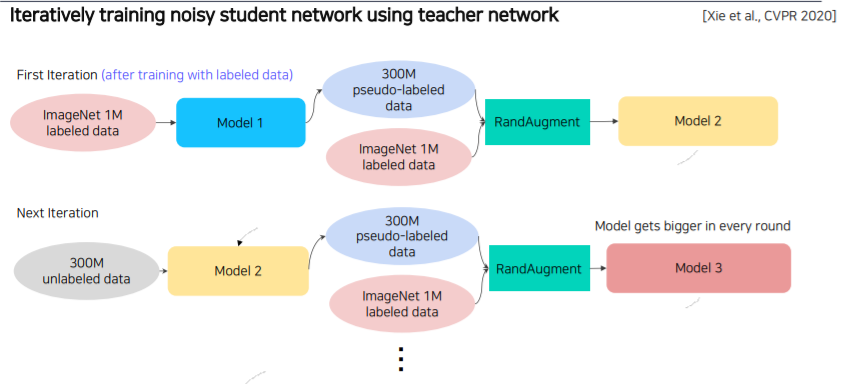 Iteratively training noisy student network using teacher network
[Xie et al., CVPR 2020]
First Iteration (after training with labeled data)
ImageNet 1M
labeled data
Model 1
300M
pseudo-labeled
data
ImageNet 1M
labeled data
RandAugment
Model 2
Next Iteration
300M
unlabeled data
Model 2
300M
pseudo-labeled
data
ImageNet 1M
labeled data
RandAugment
Model gets bigger in every round
Model 3